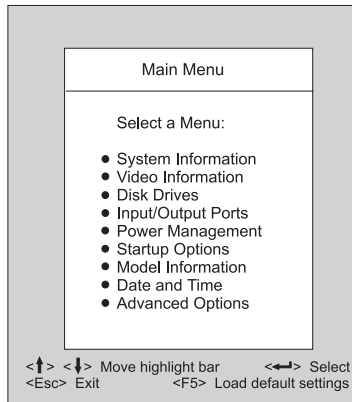 Main Menu
Select a Menu:
● System Information
● Video Information
● Disk Drives
● Input/Output Ports
● Power Management
● Startup Options
● Model Information
● Date and Time
● Advanced Options
<↑> <↓> Move highlight bar <↵> Select
<Esc> Exit <F5> Load default settings